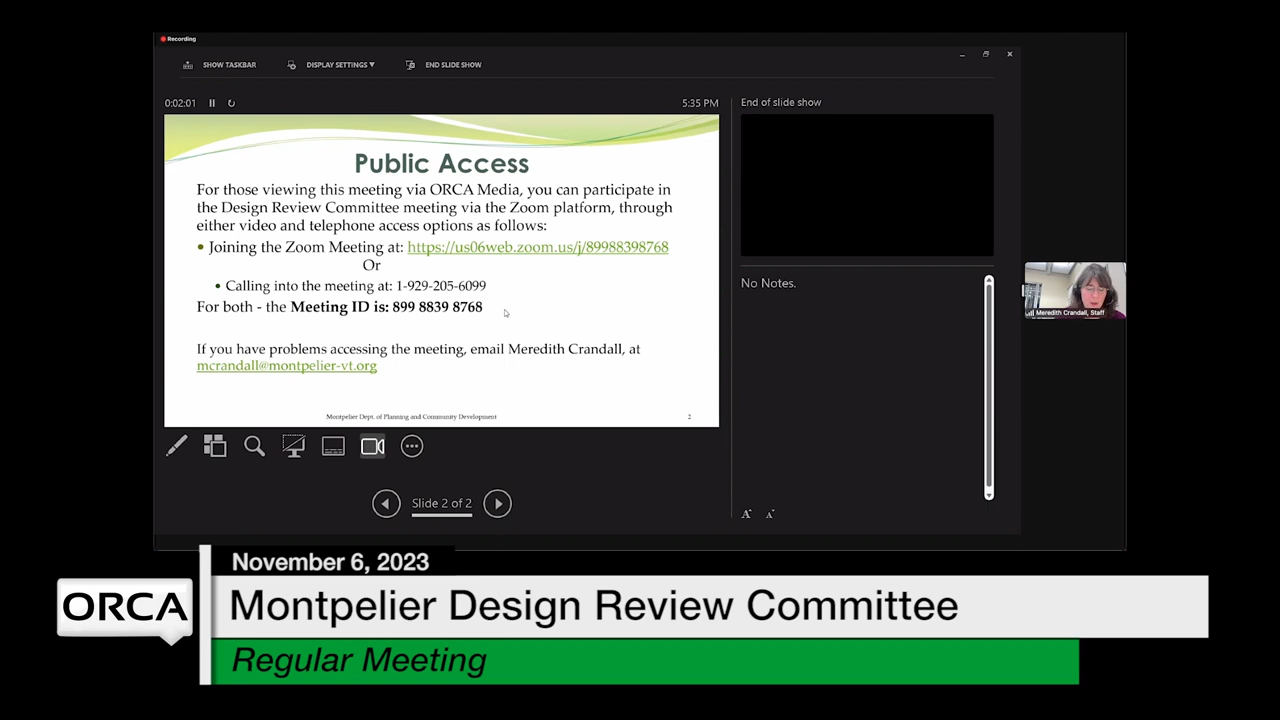 Recording
SHOW TASKBAR
DISPLAY SETTINGS ▼
END SLIDE SHOW
0:02:01
5:35 PM
End of slide show
Public Access
For those viewing this meeting via ORCA Media, you can participate in
the Design Review Committee meeting via the Zoom platform, through
either video and telephone access options as follows:
• Joining the Zoom Meeting at: https://us06web.zoom.us/j/89988398768
Or
• Calling into the meeting at: 1-929-205-6099
For both - the Meeting ID is: 899 8839 8768
If you have problems accessing the meeting, email Meredith Crandall, at
mcrandall@montpelier-vt.org
Montpelier Dept. of Planning and Community Development
2
No Notes.
Meredith Crandall, Staff
Slide 2 of 2
A A
November 6, 2023
ORCA
Montpelier Design Review Committee
Regular Meeting